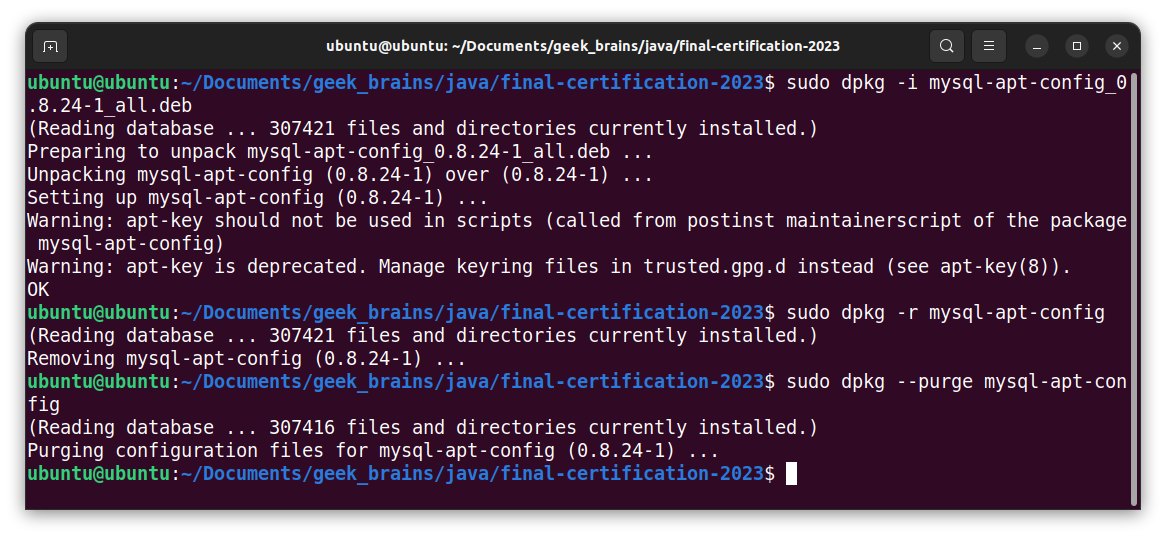 ubuntu@ubuntu: ~/Documents/geek_brains/java/final-certification-2023
ubuntu@ubuntu:~/Documents/geek_brains/java/final-certification-2023$ sudo dpkg -i mysql-apt-config_0
.8.24-1_all.deb
(Reading database ... 307421 files and directories currently installed.)
Preparing to unpack mysql-apt-config_0.8.24-1_all.deb ...
Unpacking mysql-apt-config (0.8.24-1) over (0.8.24-1) ...
Setting up mysql-apt-config (0.8.24-1) ...
Warning: apt-key should not be used in scripts (called from postinst maintainerscript of the package
 mysql-apt-config)
Warning: apt-key is deprecated. Manage keyring files in trusted.gpg.d instead (see apt-key(8)).
OK
ubuntu@ubuntu:~/Documents/geek_brains/java/final-certification-2023$ sudo dpkg -r mysql-apt-config
(Reading database ... 307421 files and directories currently installed.)
Removing mysql-apt-config (0.8.24-1) ...
ubuntu@ubuntu:~/Documents/geek_brains/java/final-certification-2023$ sudo dpkg --purge mysql-apt-con
fig
(Reading database ... 307416 files and directories currently installed.)
Purging configuration files for mysql-apt-config (0.8.24-1) ...
ubuntu@ubuntu:~/Documents/geek_brains/java/final-certification-2023$